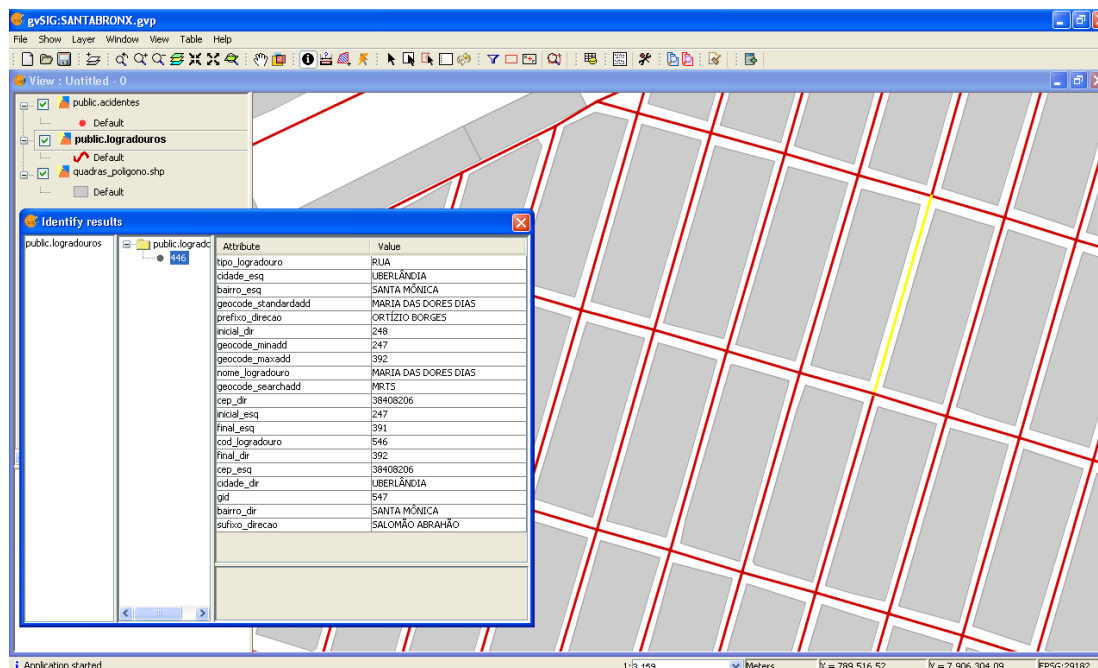 gvSIG:SANTABRONX.gvp
File Show Layer Window View Table Help
View : Untitled - 0
public.acidentes
Default
public.logradouros
Default
quadras_poligono.shp
Default
Identify results
public.logradouros
public.logradc
446
Attribute Value
tipo_logradouro RUA
cidade_esq UBERLÂNDIA
bairro_esq SANTA MÔNICA
geocode_standardadd MARIA DAS DORES DIAS
prefixo_direcao ORTÍZIO BORGES
inicial_dir 248
geocode_minadd 247
geocode_maxadd 392
nome_logradouro MARIA DAS DORES DIAS
geocode_searchadd MRTS
cep_dir 38408206
inicial_esq 247
final_esq 391
cod_logradouro 546
final_dir 392
cep_esq 38408206
cidade_dir UBERLÂNDIA
gid 547
bairro_dir SANTA MÔNICA
sufixo_direcao SALOMÃO ABRAHÃO
Application started 1: 3.159 Meters = 789.516,52 Y = 7.906.304,09 EPSG:29182